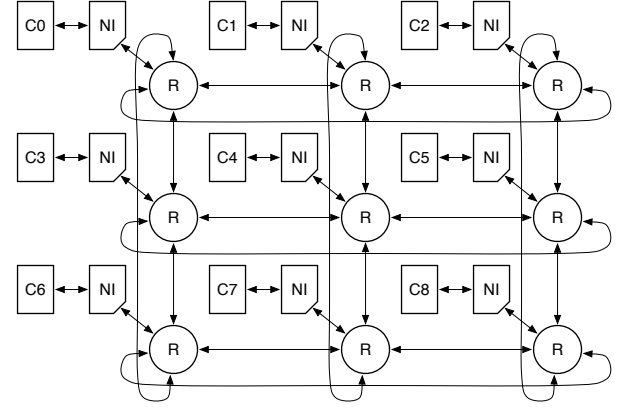 C0 NI C1 NI C2 NI
R R R
C3 NI C4 NI C5 NI
R R R
C6 NI C7 NI C8 NI
R R R